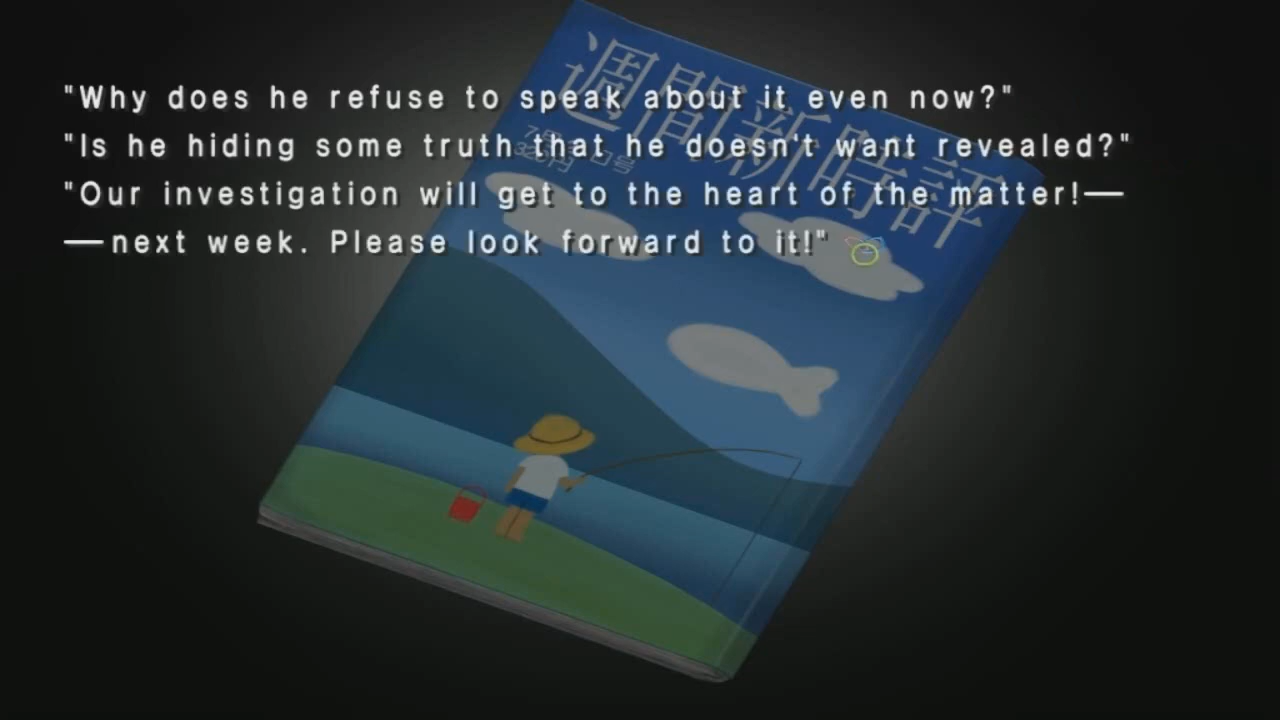 "Why does he refuse to speak about it even now?"
"Is he hiding some truth that he doesn't want revealed?"
"Our investigation will get to the heart of the matter!——
——next week. Please look forward to it!"
週間新時評